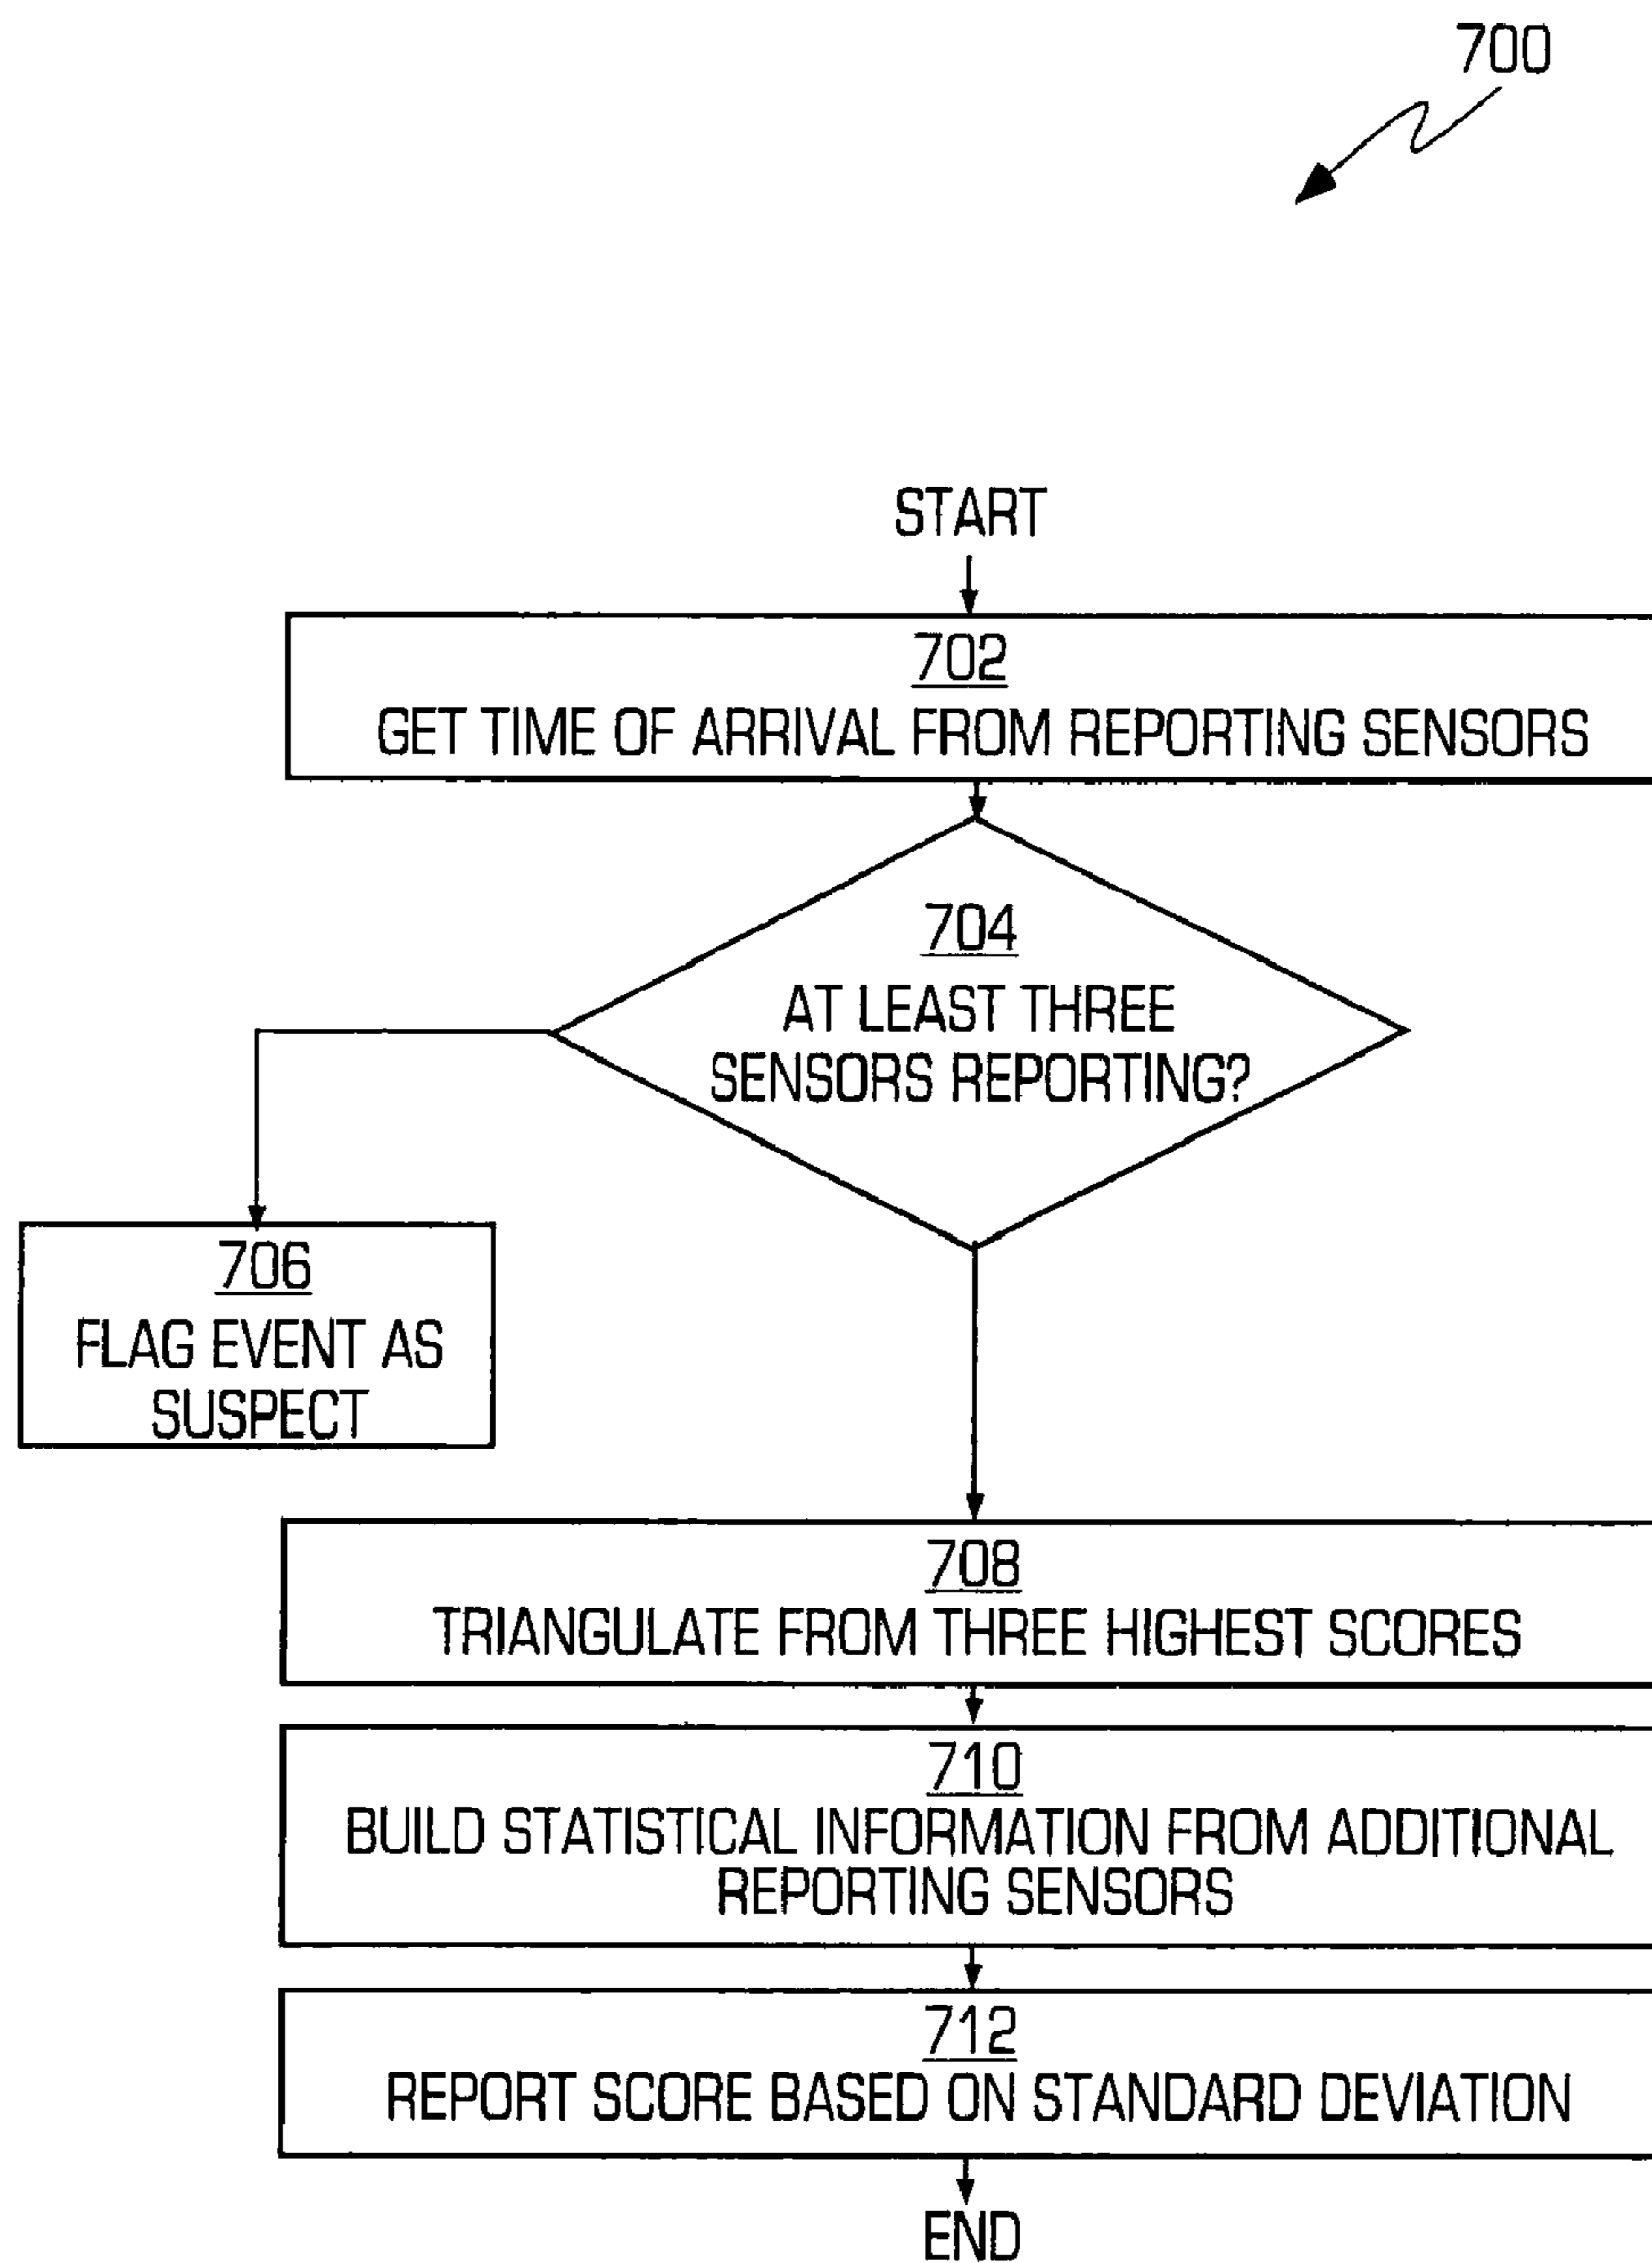 700
START
702
GET TIME OF ARRIVAL FROM REPORTING SENSORS
704
AT LEAST THREE
SENSORS REPORTING?
706
FLAG EVENT AS
SUSPECT
708
TRIANGULATE FROM THREE HIGHEST SCORES
710
BUILD STATISTICAL INFORMATION FROM ADDITIONAL
REPORTING SENSORS
712
REPORT SCORE BASED ON STANDARD DEVIATION
END